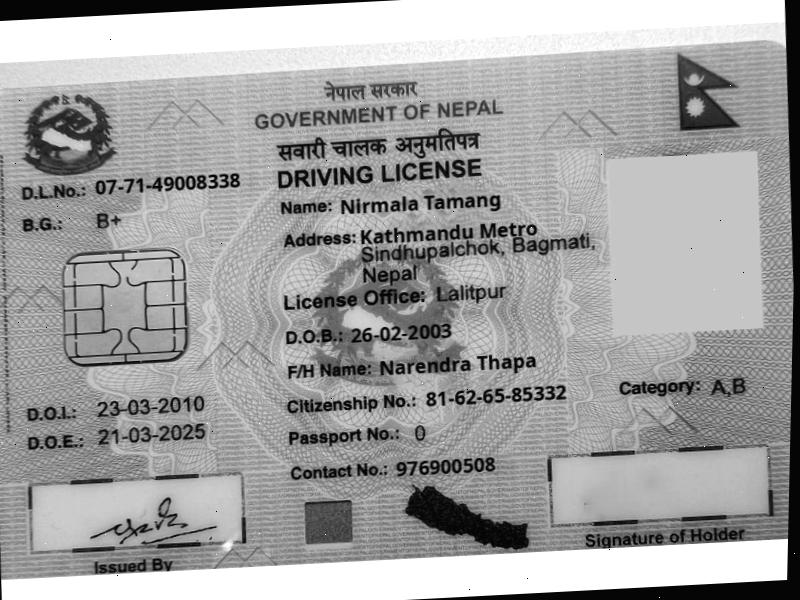 नेपाल सरकार
GOVERNMENT OF NEPAL
सवारी चालक अनुमतिपत्र
DRIVING LICENSE
D.L.No.: 07-71-49008338
B.G.: B+
Name: Nirmala Tamang
Address: Kathmandu Metro
Sindhupalchok, Bagmati,
Nepal
License Office: Lalitpur
D.O.B.: 26-02-2003
F/H Name: Narendra Thapa
Citizenship No.: 81-62-65-85332
Category: A,B
D.O.I.: 23-03-2010
D.O.E.: 21-03-2025
Passport No.: 0
Contact No.: 976900508
Issued By
Signature of Holder